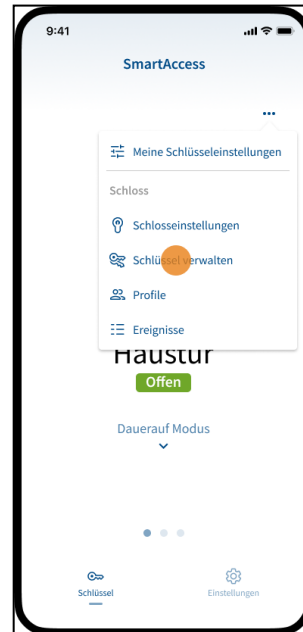 9:41
SmartAccess
Meine Schlüsseleinstellungen
Schloss
Schlosseinstellungen
Schlüssel verwalten
Profile
Ereignisse
Haustür
Offen
Dauerauf Modus
Schlüssel
Einstellungen